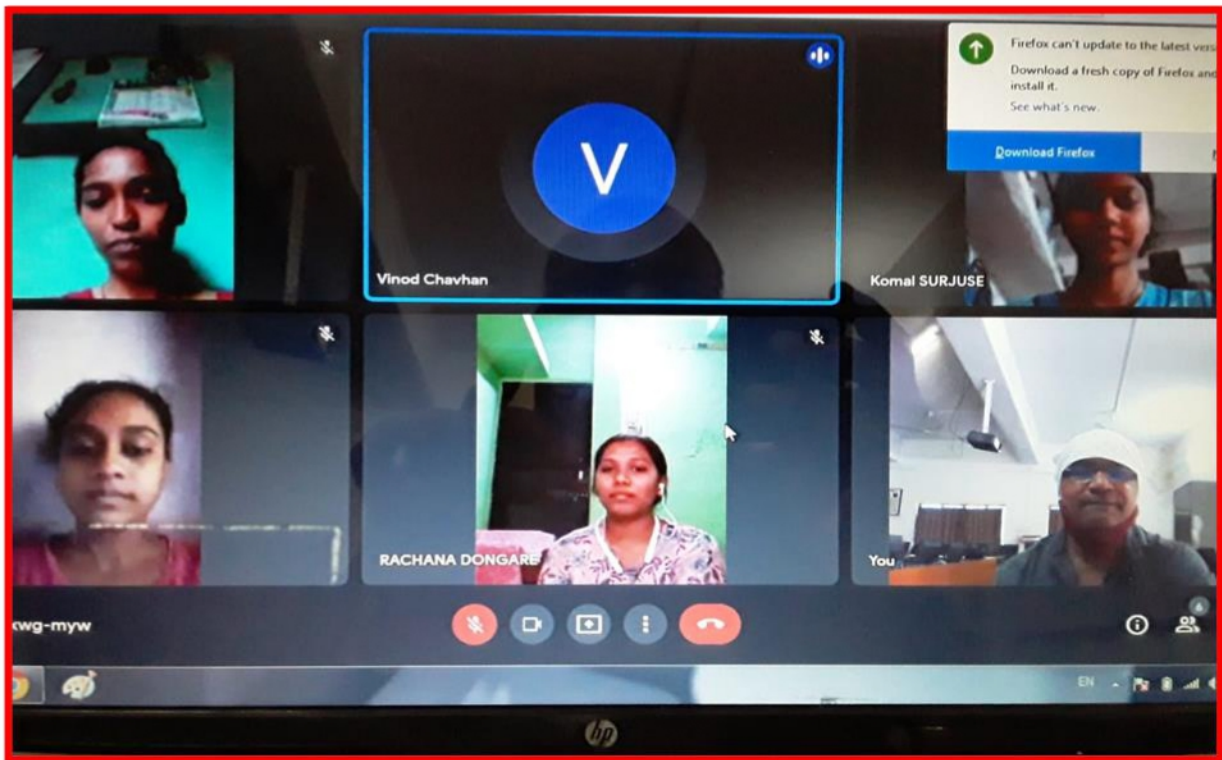 Firefox can't update to the latest
Download a fresh copy of Firefox and
install it.
See what's new.
Download Firefox
V
Vinod Chavhan
Komal SURJUSE
RACHANA DONGARE
You
6
kwg-myw
EN
hp